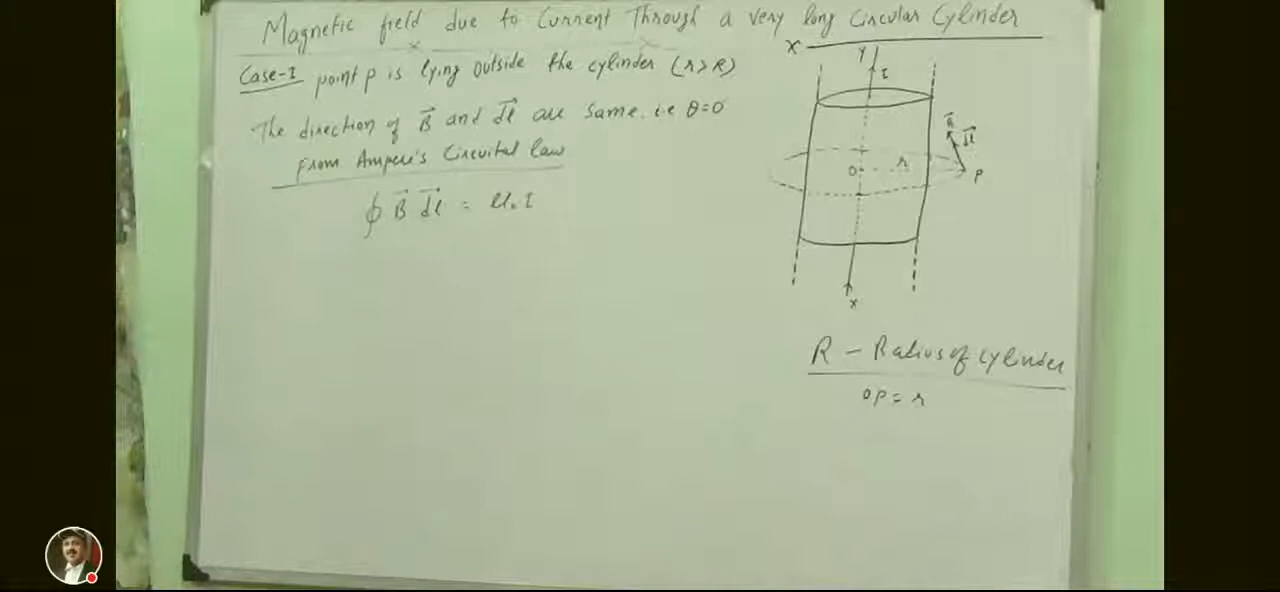 Magnetic field due to Current Through a very long Circular Cylinder
Case-I point P is lying outside the cylinder (r>R)
The direction of B⃗ and dl⃗ are same. i.e θ=0
From Ampere's Circuital law
∮ B⃗ dl⃗ = μ₀ I
X
Y
I
B⃗
dl⃗
O
r
P
X
R – Radius of cylinder
OP = r